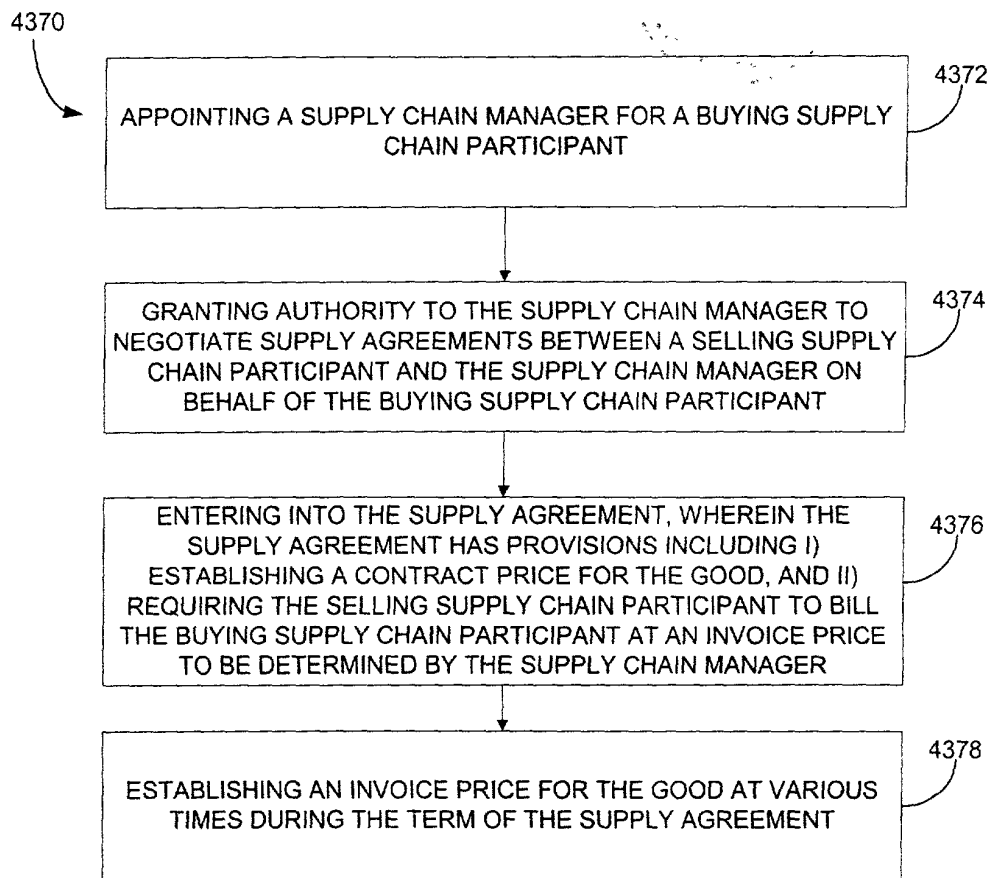 4370
4372
APPOINTING A SUPPLY CHAIN MANAGER FOR A BUYING SUPPLY
CHAIN PARTICIPANT
4374
GRANTING AUTHORITY TO THE SUPPLY CHAIN MANAGER TO
NEGOTIATE SUPPLY AGREEMENTS BETWEEN A SELLING SUPPLY
CHAIN PARTICIPANT AND THE SUPPLY CHAIN MANAGER ON
BEHALF OF THE BUYING SUPPLY CHAIN PARTICIPANT
4376
ENTERING INTO THE SUPPLY AGREEMENT, WHEREIN THE
SUPPLY AGREEMENT HAS PROVISIONS INCLUDING I)
ESTABLISHING A CONTRACT PRICE FOR THE GOOD, AND II)
REQUIRING THE SELLING SUPPLY CHAIN PARTICIPANT TO BILL
THE BUYING SUPPLY CHAIN PARTICIPANT AT AN INVOICE PRICE
TO BE DETERMINED BY THE SUPPLY CHAIN MANAGER
4378
ESTABLISHING AN INVOICE PRICE FOR THE GOOD AT VARIOUS
TIMES DURING THE TERM OF THE SUPPLY AGREEMENT